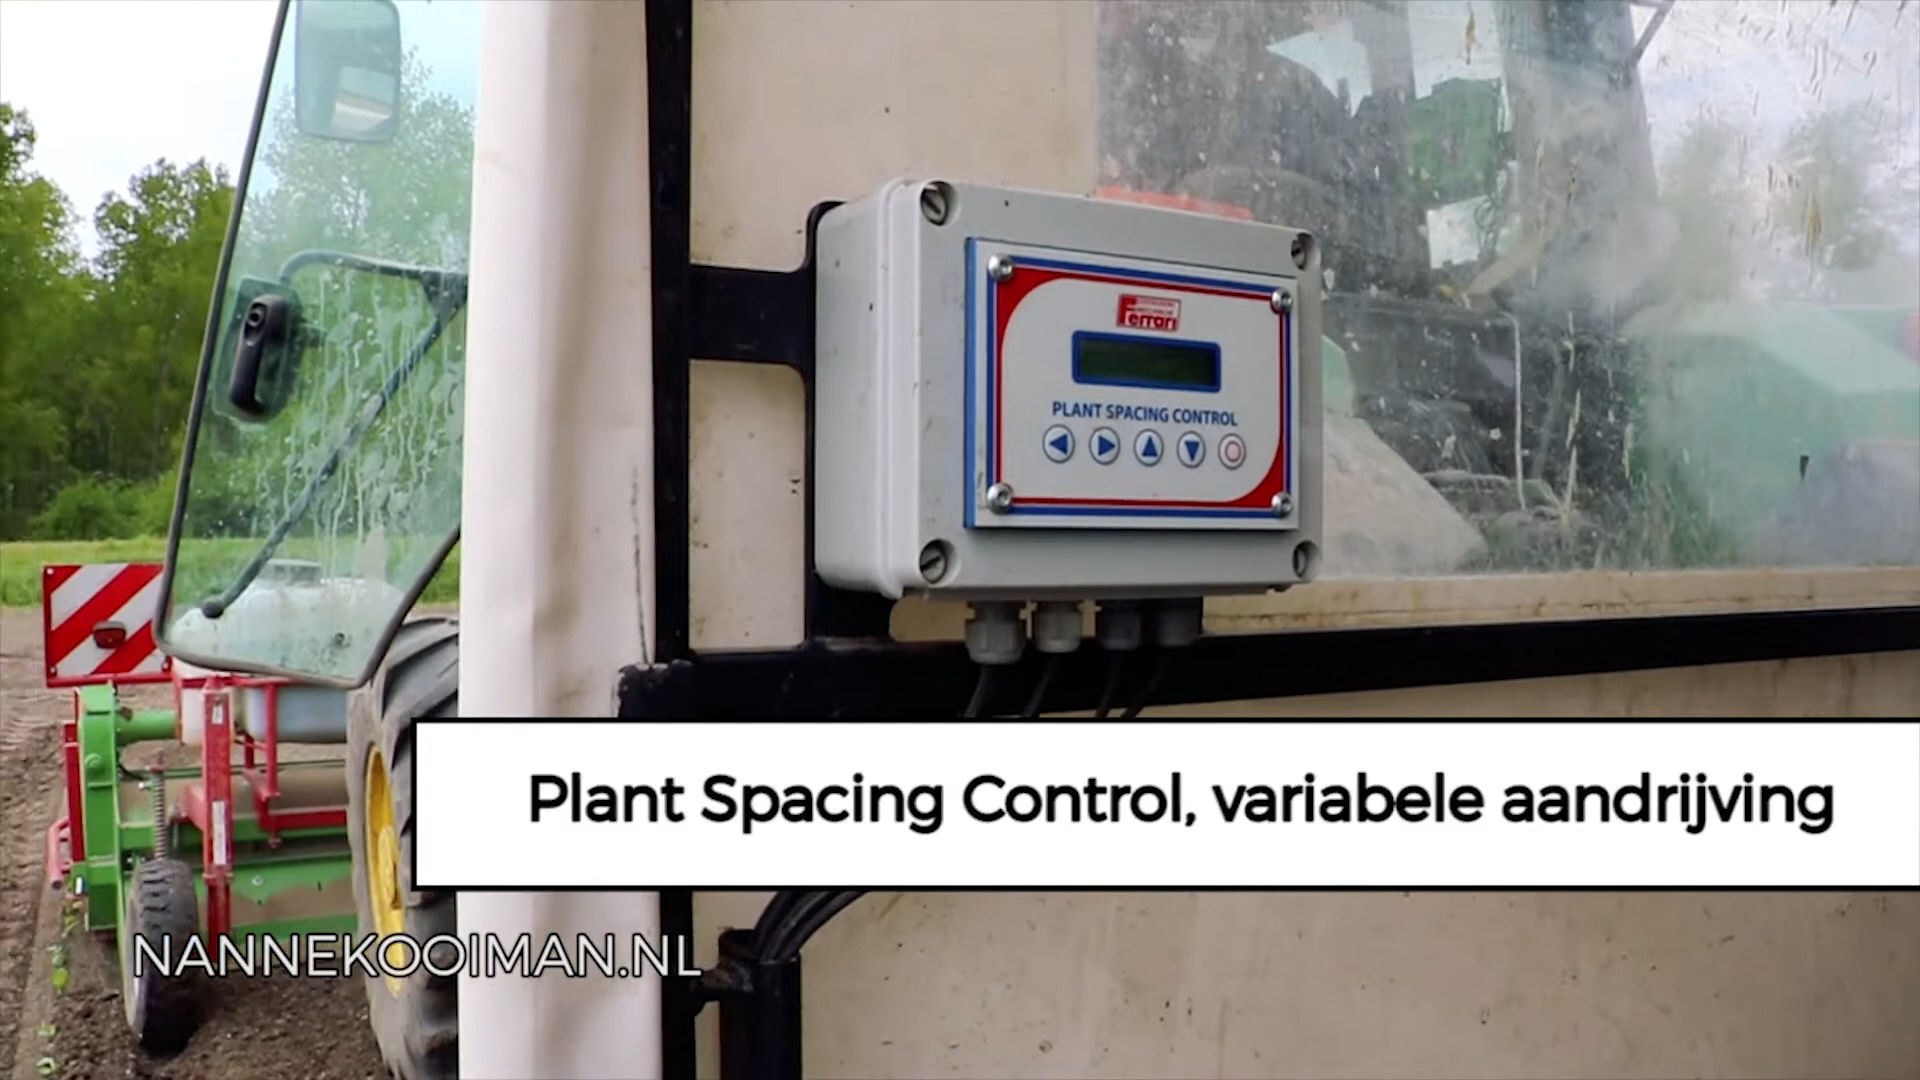 Ferrari
PLANT SPACING CONTROL
Plant Spacing Control, variabele aandrijving
NANNEKOOIMAN.NL